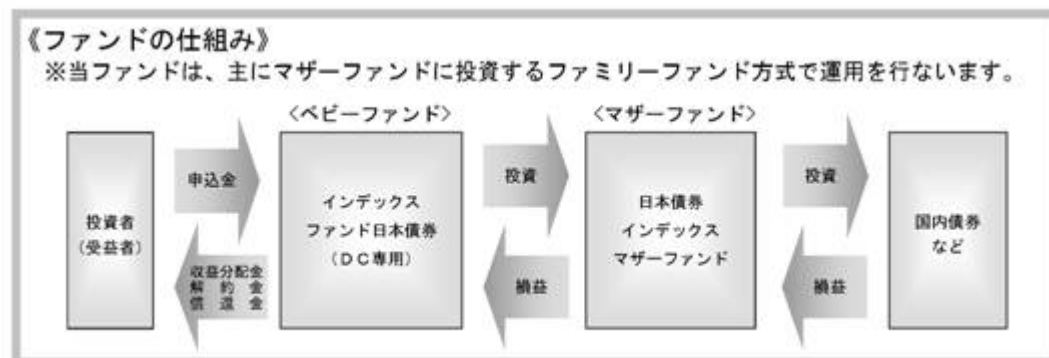 《ファンドの仕組み》
※当ファンドは、主にマザーファンドに投資するファミリーファンド方式で運用を行ないます。
〈ベビーファンド〉
〈マザーファンド〉
投資者
(受益者)
申込金
収益分配金
解約金
償還金
インデックス
ファンド日本債券
(DC専用)
投資
損益
日本債券
インデックス
マザーファンド
投資
損益
国内債券
など